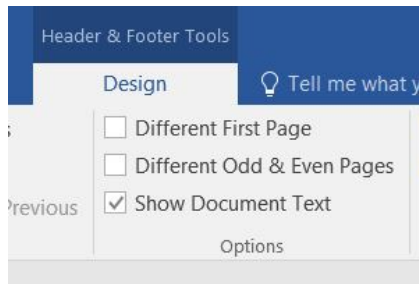 Header & Footer Tools
Design
Tell me what y
Different First Page
Different Odd & Even Pages
Previous
Show Document Text
Options